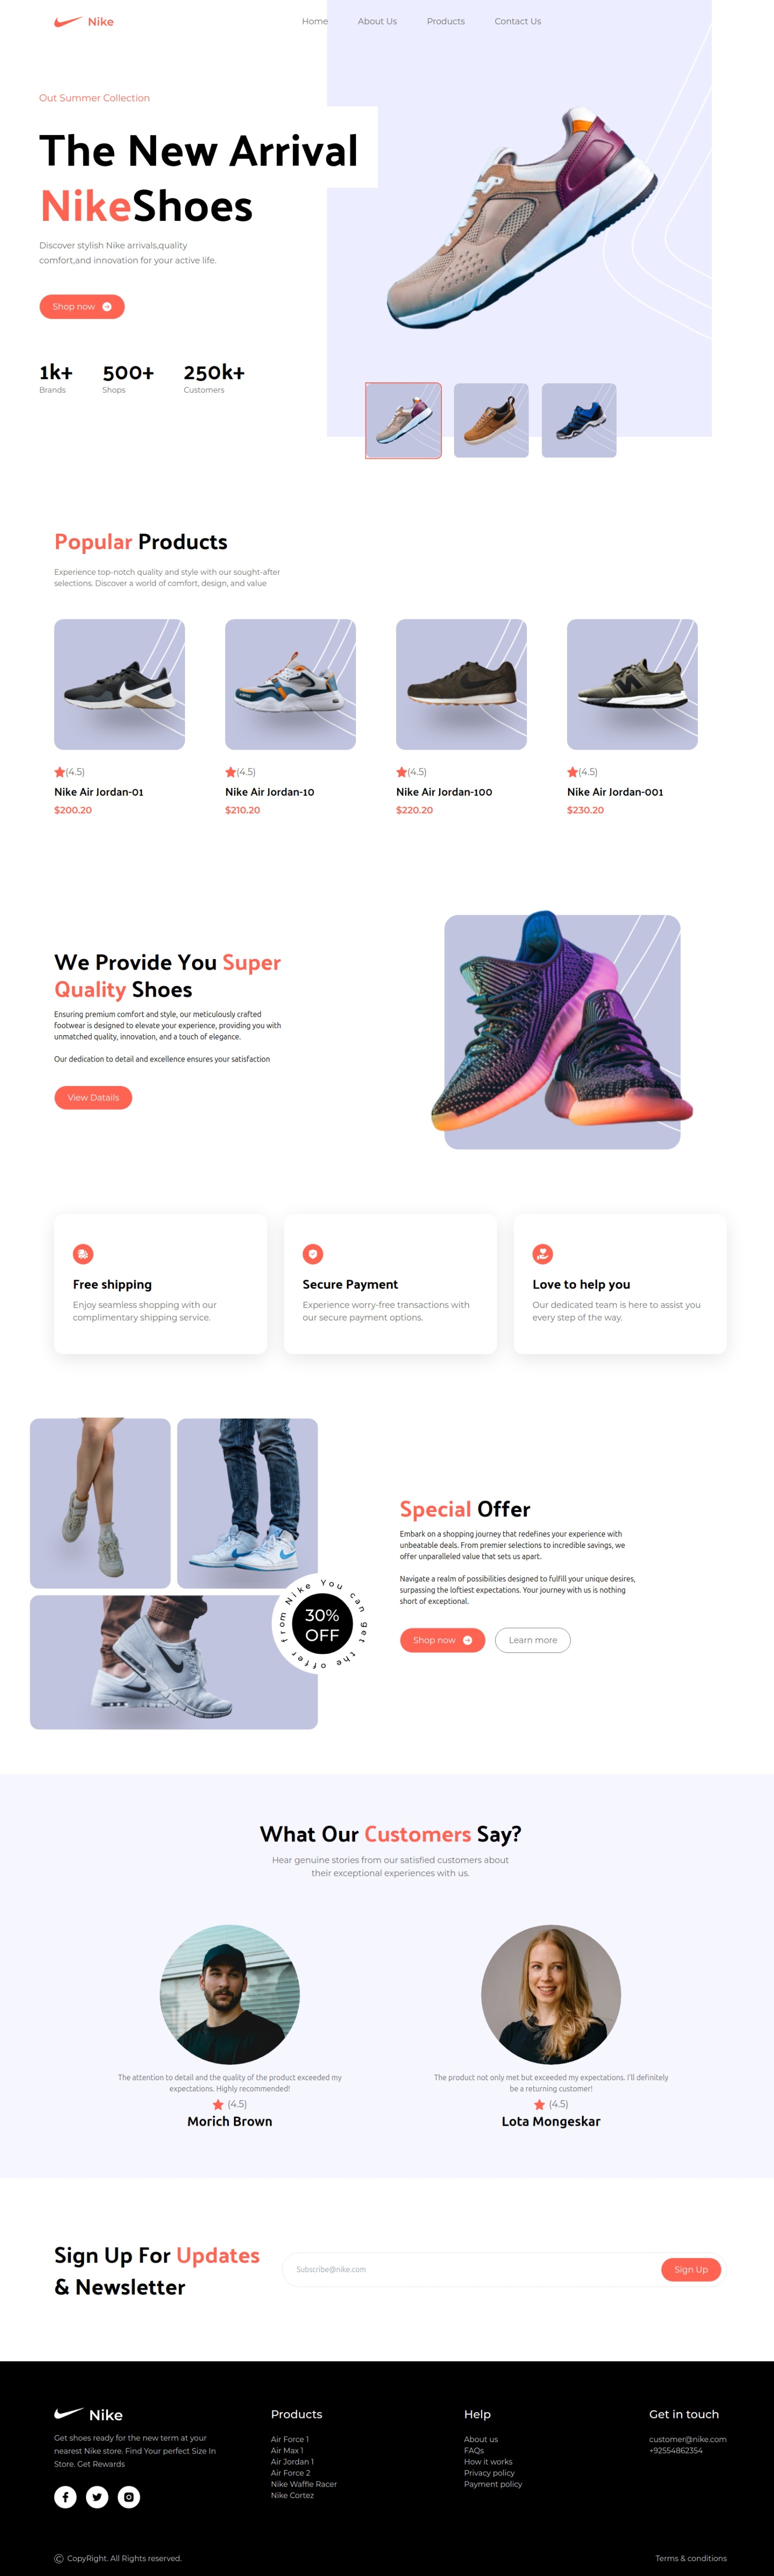 Nike
Home
About Us
Products
Contact Us
Out Summer Collection
The New Arrival
NikeShoes
Discover stylish Nike arrivals,quality
comfort,and innovation for your active life.
Shop now
1k+
Brands
500+
Shops
250k+
Customers
Popular Products
Experience top-notch quality and style with our sought-after
selections. Discover a world of comfort, design, and value
(4.5)
Nike Air Jordan-01
$200.20
(4.5)
Nike Air Jordan-10
$210.20
(4.5)
Nike Air Jordan-100
$220.20
(4.5)
Nike Air Jordan-001
$230.20
We Provide You Super
Quality Shoes
Ensuring premium comfort and style, our meticulously crafted
footwear is designed to elevate your experience, providing you with
unmatched quality, innovation, and a touch of elegance.
Our dedication to detail and excellence ensures your satisfaction
View Datails
Free shipping
Enjoy seamless shopping with our
complimentary shipping service.
Secure Payment
Experience worry-free transactions with
our secure payment options.
Love to help you
Our dedicated team is here to assist you
every step of the way.
You can get the offer from Nike
30%
OFF
Special Offer
Embark on a shopping journey that redefines your experience with
unbeatable deals. From premier selections to incredible savings, we
offer unparalleled value that sets us apart.
Navigate a realm of possibilities designed to fulfill your unique desires,
surpassing the loftiest expectations. Your journey with us is nothing
short of exceptional.
Shop now
Learn more
What Our Customers Say?
Hear genuine stories from our satisfied customers about
their exceptional experiences with us.
The attention to detail and the quality of the product exceeded my
expectations. Highly recommended!
(4.5)
Morich Brown
The product not only met but exceeded my expectations. I'll definitely
be a returning customer!
(4.5)
Lota Mongeskar
Sign Up For Updates
& Newsletter
Subscribe@nike.com
Sign Up
Nike
Get shoes ready for the new term at your
nearest Nike store. Find Your perfect Size In
Store. Get Rewards
Products
Air Force 1
Air Max 1
Air Jordan 1
Air Force 2
Nike Waffle Racer
Nike Cortez
Help
About us
FAQs
How it works
Privacy policy
Payment policy
Get in touch
customer@nike.com
+92554862354
© CopyRight. All Rights reserved.
Terms & conditions